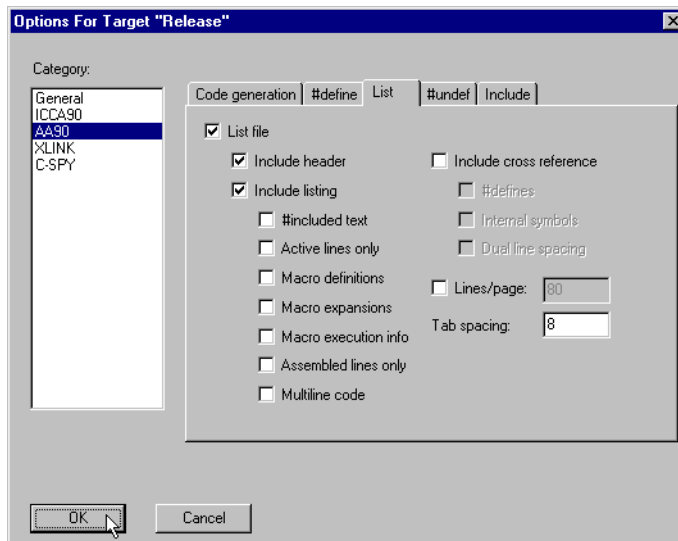 Options For Target "Release"
Category:
General
ICCA90
AA90
XLINK
C-SPY
Code generation
#define
List
#undef
Include
List file
Include header
Include listing
#included text
Active lines only
Macro definitions
Macro expansions
Macro execution info
Assembled lines only
Multiline code
Include cross reference
#defines
Internal symbols
Dual line spacing
Lines/page: 80
Tab spacing: 8
OK
Cancel